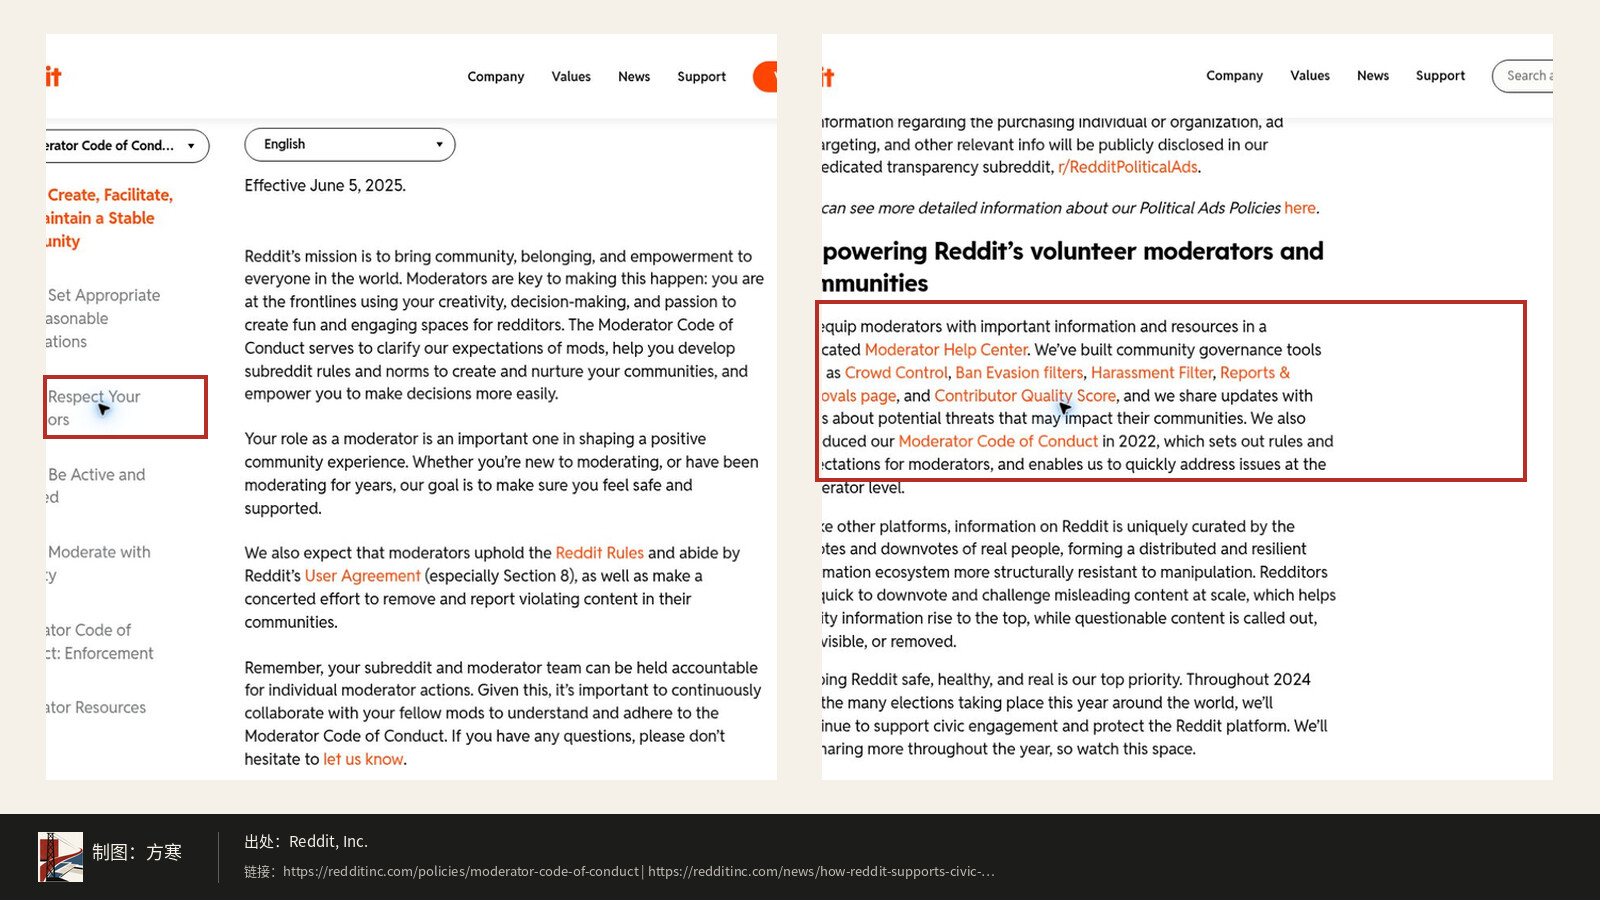 it
Company
Values
News
Support
erator Code of Cond...
English
Create, Facilitate,
aintain a Stable
unity
Set Appropriate
asonable
ations
Respect Your
ors
Be Active and
ed
Moderate with
y
ator Code of
ct: Enforcement
ator Resources
Effective June 5, 2025.
Reddit's mission is to bring community, belonging, and empowerment to
everyone in the world. Moderators are key to making this happen: you are
at the frontlines using your creativity, decision-making, and passion to
create fun and engaging spaces for redditors. The Moderator Code of
Conduct serves to clarify our expectations of mods, help you develop
subreddit rules and norms to create and nurture your communities, and
empower you to make decisions more easily.
Your role as a moderator is an important one in shaping a positive
community experience. Whether you're new to moderating, or have been
moderating for years, our goal is to make sure you feel safe and
supported.
We also expect that moderators uphold the Reddit Rules and abide by
Reddit's User Agreement (especially Section 8), as well as make a
concerted effort to remove and report violating content in their
communities.
Remember, your subreddit and moderator team can be held accountable
for individual moderator actions. Given this, it's important to continuously
collaborate with your fellow mods to understand and adhere to the
Moderator Code of Conduct. If you have any questions, please don't
hesitate to let us know.
it
Company
Values
News
Support
Search a
nformation regarding the purchasing individual or organization, ad
argeting, and other relevant info will be publicly disclosed in our
edicated transparency subreddit, r/RedditPoliticalAds.
can see more detailed information about our Political Ads Policies here.
powering Reddit's volunteer moderators and
mmunities
equip moderators with important information and resources in a
cated Moderator Help Center. We've built community governance tools
as Crowd Control, Ban Evasion filters, Harassment Filter, Reports &
ovals page, and Contributor Quality Score, and we share updates with
s about potential threats that may impact their communities. We also
duced our Moderator Code of Conduct in 2022, which sets out rules and
ectations for moderators, and enables us to quickly address issues at the
erator level.
ke other platforms, information on Reddit is uniquely curated by the
otes and downvotes of real people, forming a distributed and resilient
mation ecosystem more structurally resistant to manipulation. Redditors
quick to downvote and challenge misleading content at scale, which helps
ity information rise to the top, while questionable content is called out,
visible, or removed.
ping Reddit safe, healthy, and real is our top priority. Throughout 2024
the many elections taking place this year around the world, we'll
inue to support civic engagement and protect the Reddit platform. We'll
haring more throughout the year, so watch this space.
制图：方寒
出处：Reddit, Inc.
链接：https://redditinc.com/policies/moderator-code-of-conduct | https://redditinc.com/news/how-reddit-supports-civic-…